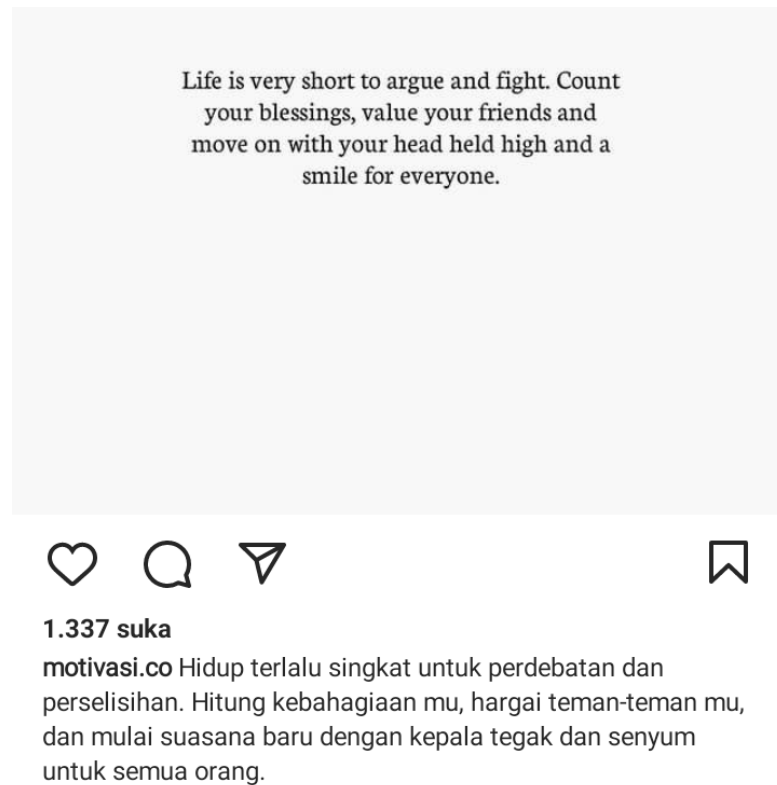 Life is very short to argue and fight. Count
your blessings, value your friends and
move on with your head held high and a
smile for everyone.
1.337 suka
motivasi.co Hidup terlalu singkat untuk perdebatan dan
perselisihan. Hitung kebahagiaan mu, hargai teman-teman mu,
dan mulai suasana baru dengan kepala tegak dan senyum
untuk semua orang.